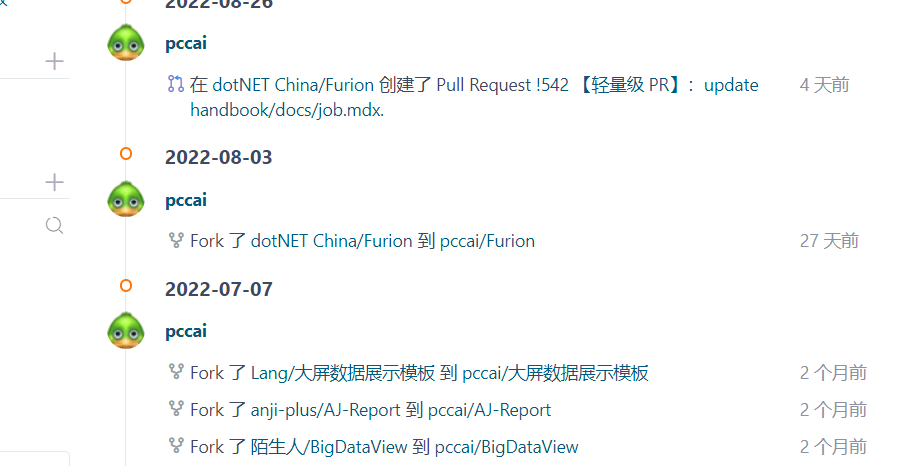 2022-08-26
pccai
在 dotNET China/Furion 创建了 Pull Request !542 【轻量级 PR】： update 4 天前
handbook/docs/job.mdx.
2022-08-03
pccai
Fork 了 dotNET China/Furion 到 pccai/Furion 27 天前
2022-07-07
pccai
Fork 了 Lang/大屏数据展示模板 到 pccai/大屏数据展示模板 2 个月前
Fork 了 anji-plus/AJ-Report 到 pccai/AJ-Report 2 个月前
Fork 了 陌生人/BigDataView 到 pccai/BigDataView 2 个月前